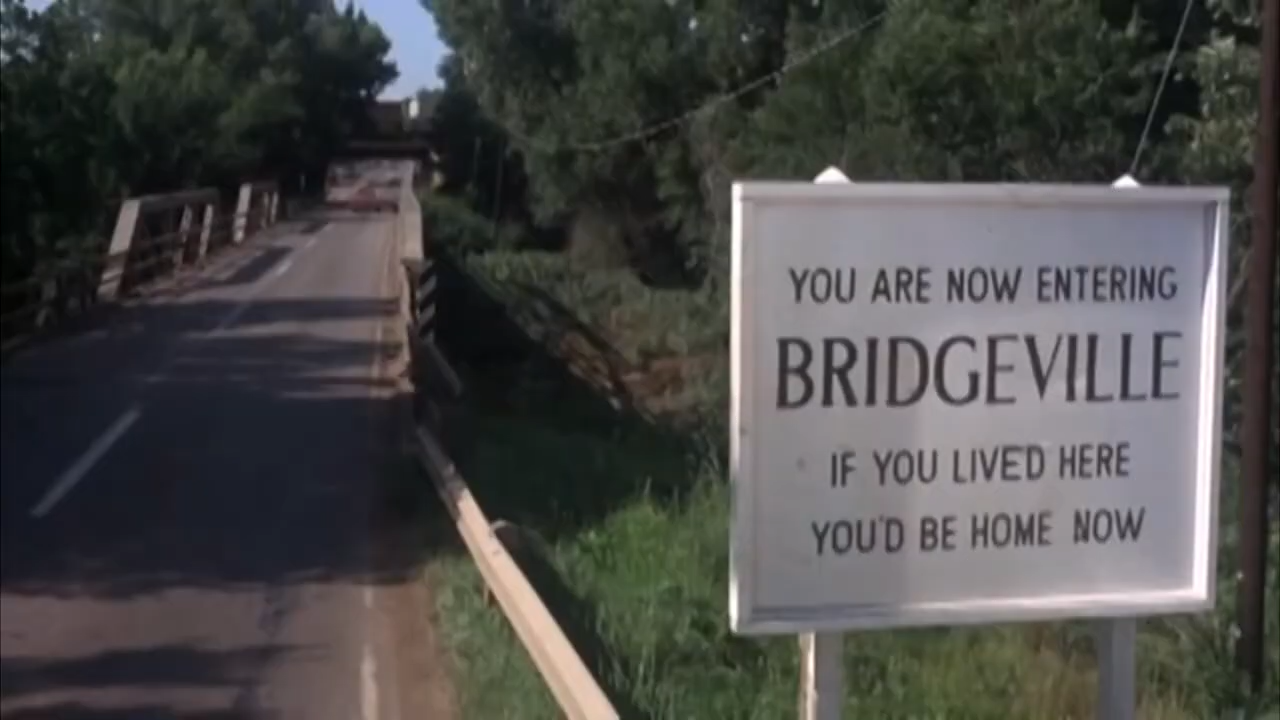 YOU ARE NOW ENTERING
BRIDGEVILLE
IF YOU LIVED HERE
YOU'D BE HOME NOW